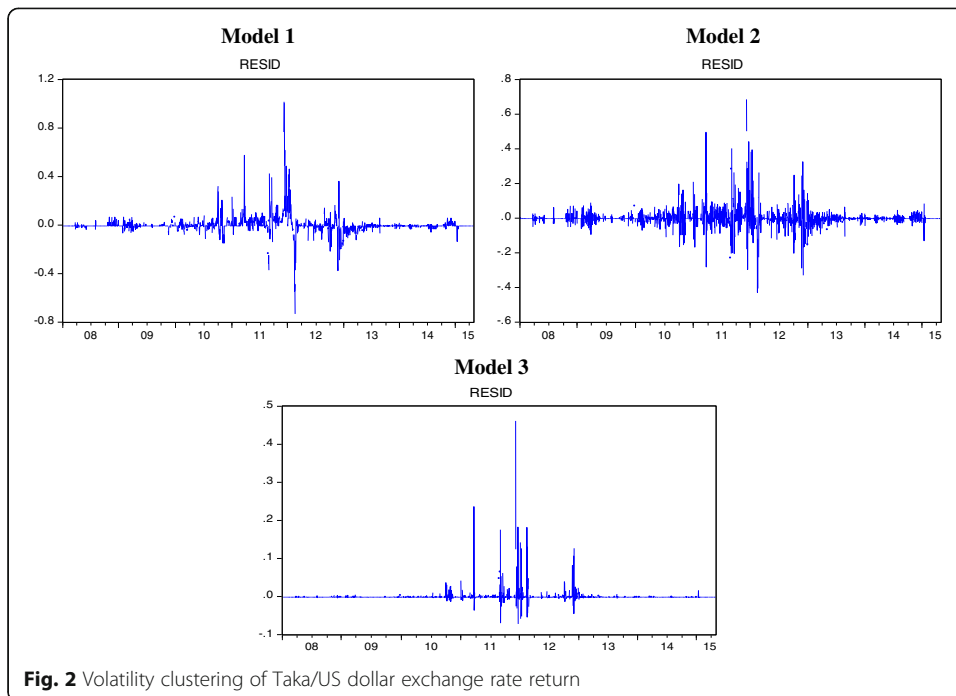 Model 1
RESID
1.2
0.8
0.4
0.0
-0.4
-0.8
08 09 10 11 12 13 14 15
Model 2
RESID
.8
.6
.4
.2
.0
-.2
-.4
-.6
08 09 10 11 12 13 14 15
Model 3
RESID
.5
.4
.3
.2
.1
.0
-.1
08 09 10 11 12 13 14 15
Fig. 2 Volatility clustering of Taka/US dollar exchange rate return